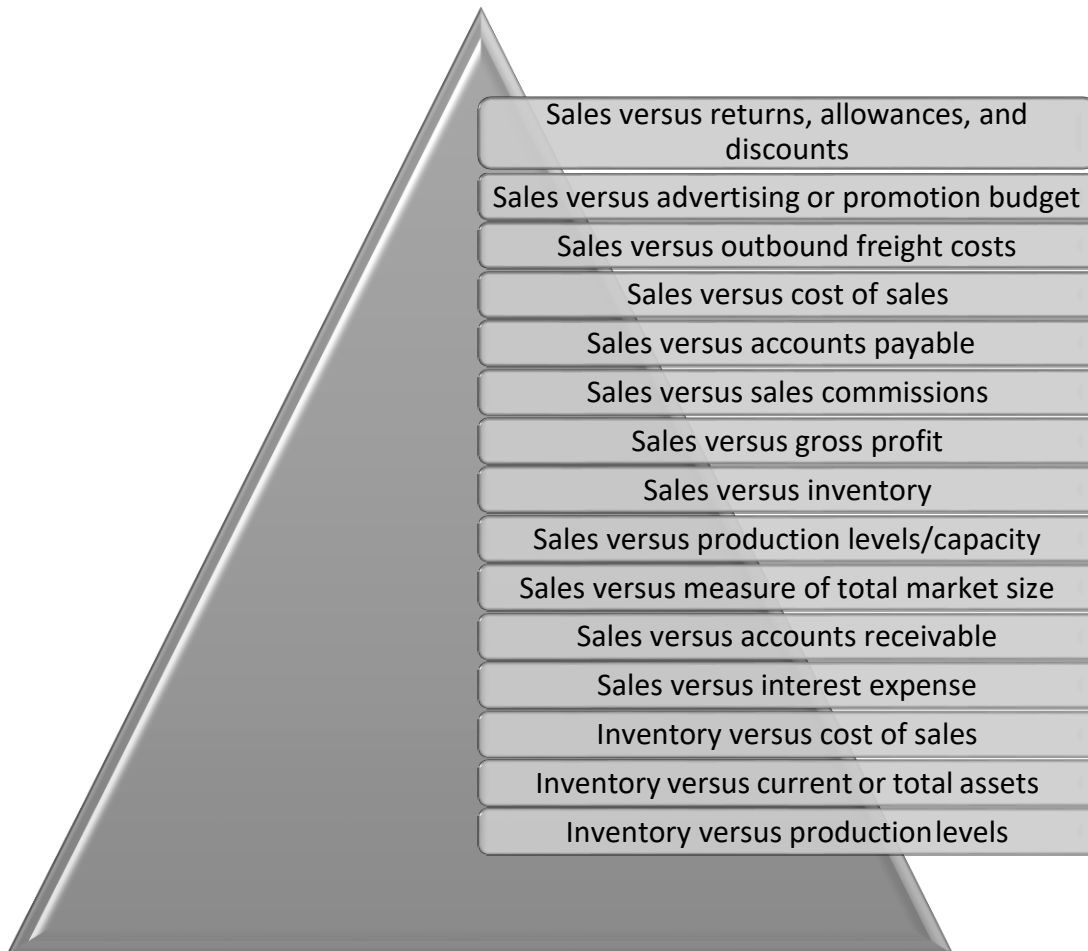 Sales versus returns, allowances, and
discounts
Sales versus advertising or promotion budget
Sales versus outbound freight costs
Sales versus cost of sales
Sales versus accounts payable
Sales versus sales commissions
Sales versus gross profit
Sales versus inventory
Sales versus production levels/capacity
Sales versus measure of total market size
Sales versus accounts receivable
Sales versus interest expense
Inventory versus cost of sales
Inventory versus current or total assets
Inventory versus production levels